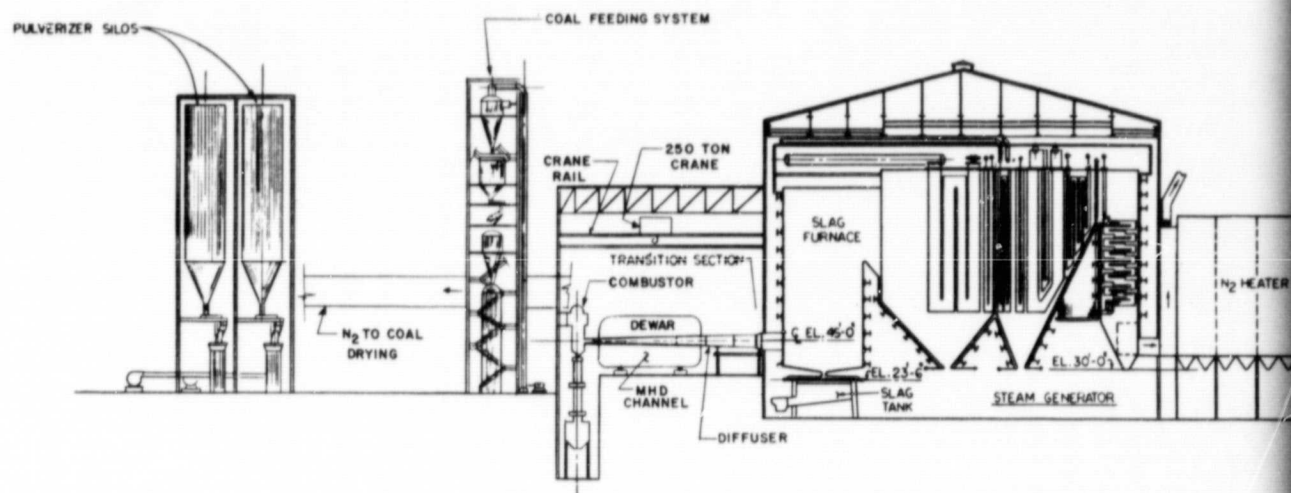 COAL FEEDING SYSTEM
PULVERIZER SILOS
250 TON
CRANE
CRANE
RAIL
SLAG
FURNACE
TRANSITION SECTION
COMBUSTOR
N2 HEATER
DEWAR
℄ EL. 45'-0"
N2 TO COAL
DRYING
EL. 23'-6"
EL. 30'-0"
MHD
CHANNEL
SLAG
TANK
STEAM GENERATOR
DIFFUSER